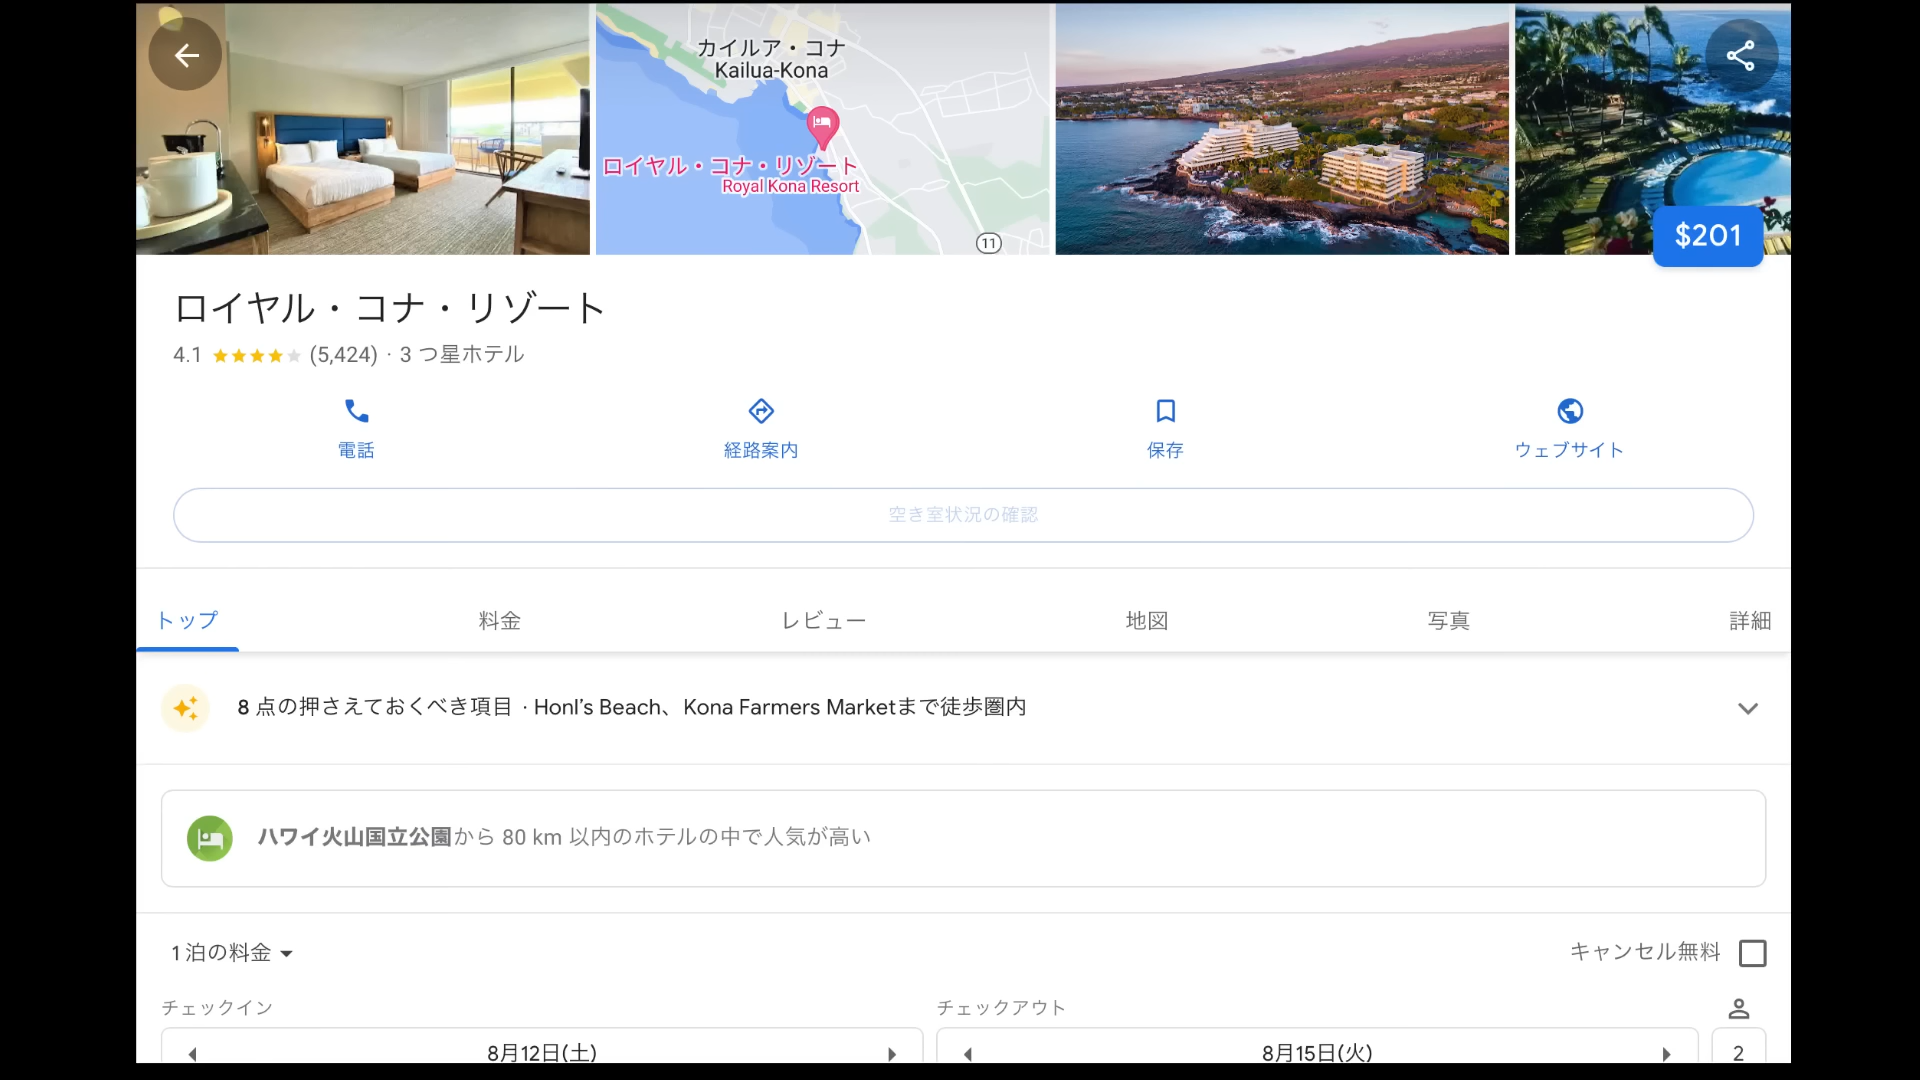 カイルア・コナ
Kailua-Kona
ロイヤル・コナ・リゾート
Royal Kona Resort
11
$201
ロイヤル・コナ・リゾート
4.1 (5,424) · 3 つ星ホテル
電話 経路案内 保存 ウェブサイト
空き室状況の確認
トップ 料金 レビュー 地図 写真 詳細
8 点の押さえておくべき項目 · Honl's Beach、Kona Farmers Marketまで徒歩圏内
ハワイ火山国立公園から 80 km 以内のホテルの中で人気が高い
1 泊の料金 キャンセル無料
チェックイン チェックアウト
8月12日(土) 8月15日(火) 2